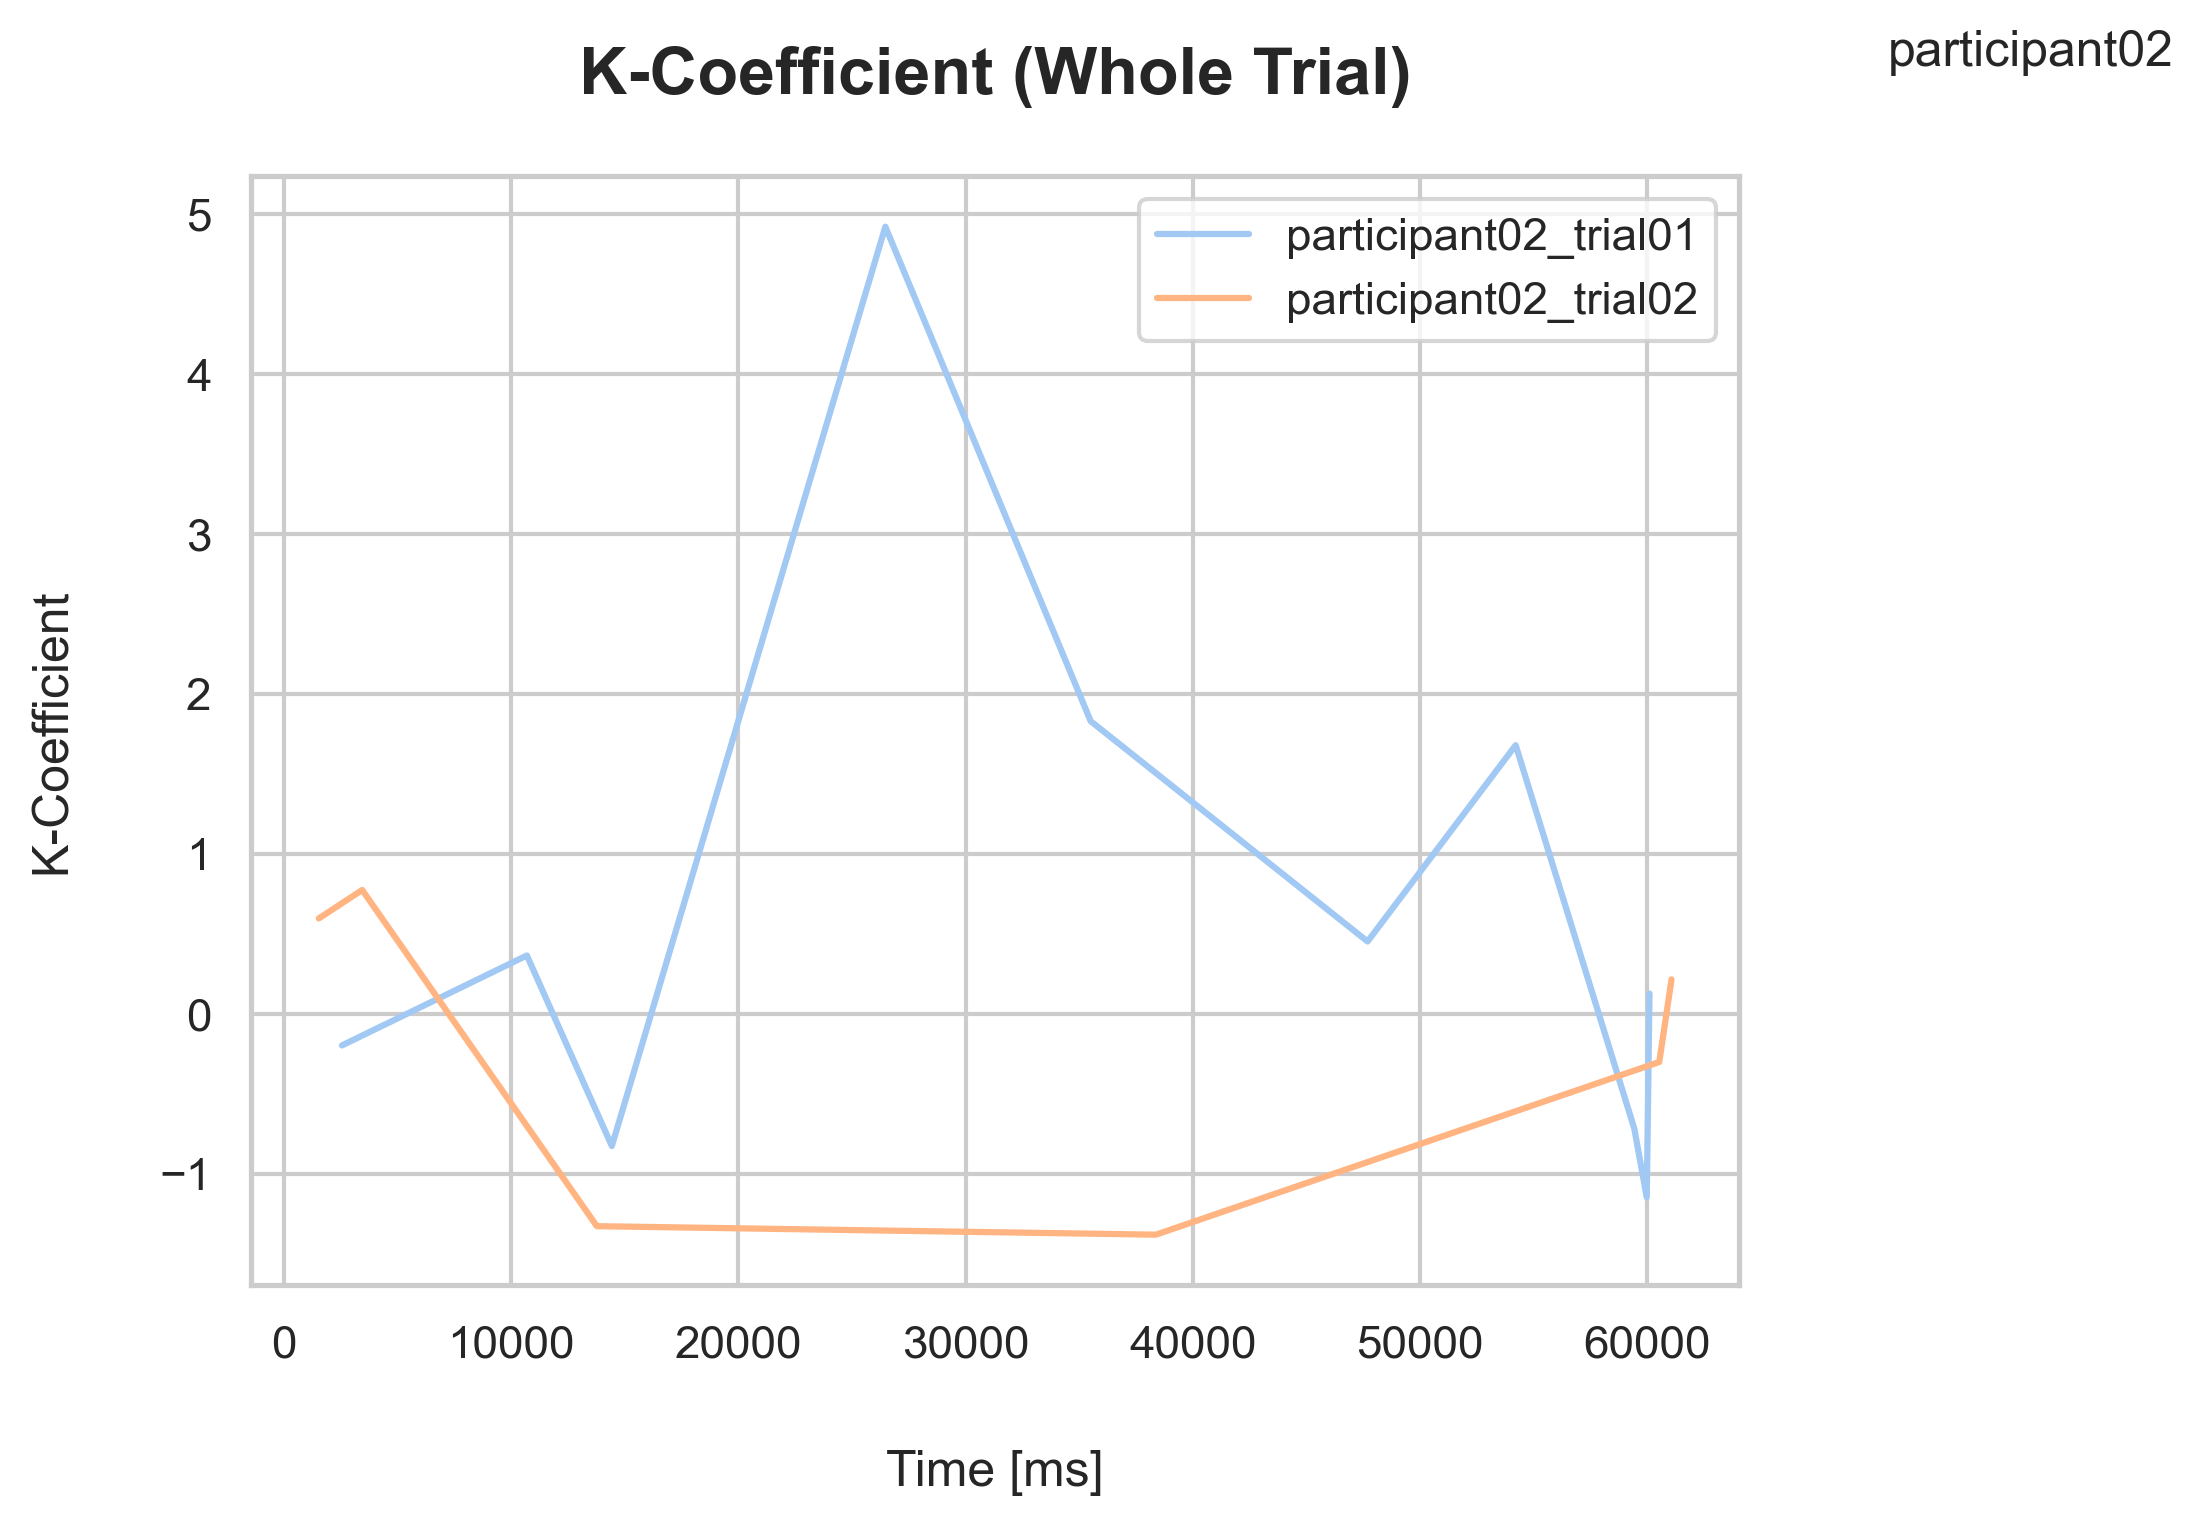 participant02
K-Coefficient (Whole Trial)
participant02_trial01
participant02_trial02
K-Coefficient
5
4
3
2
1
0
−1
0 10000 20000 30000 40000 50000 60000
Time [ms]